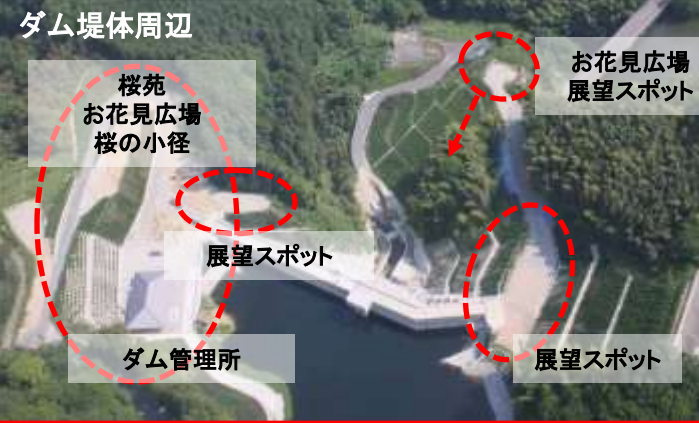 ダム堤体周辺
桜苑
お花見広場
桜の小径
お花見広場
展望スポット
展望スポット
ダム管理所
展望スポット